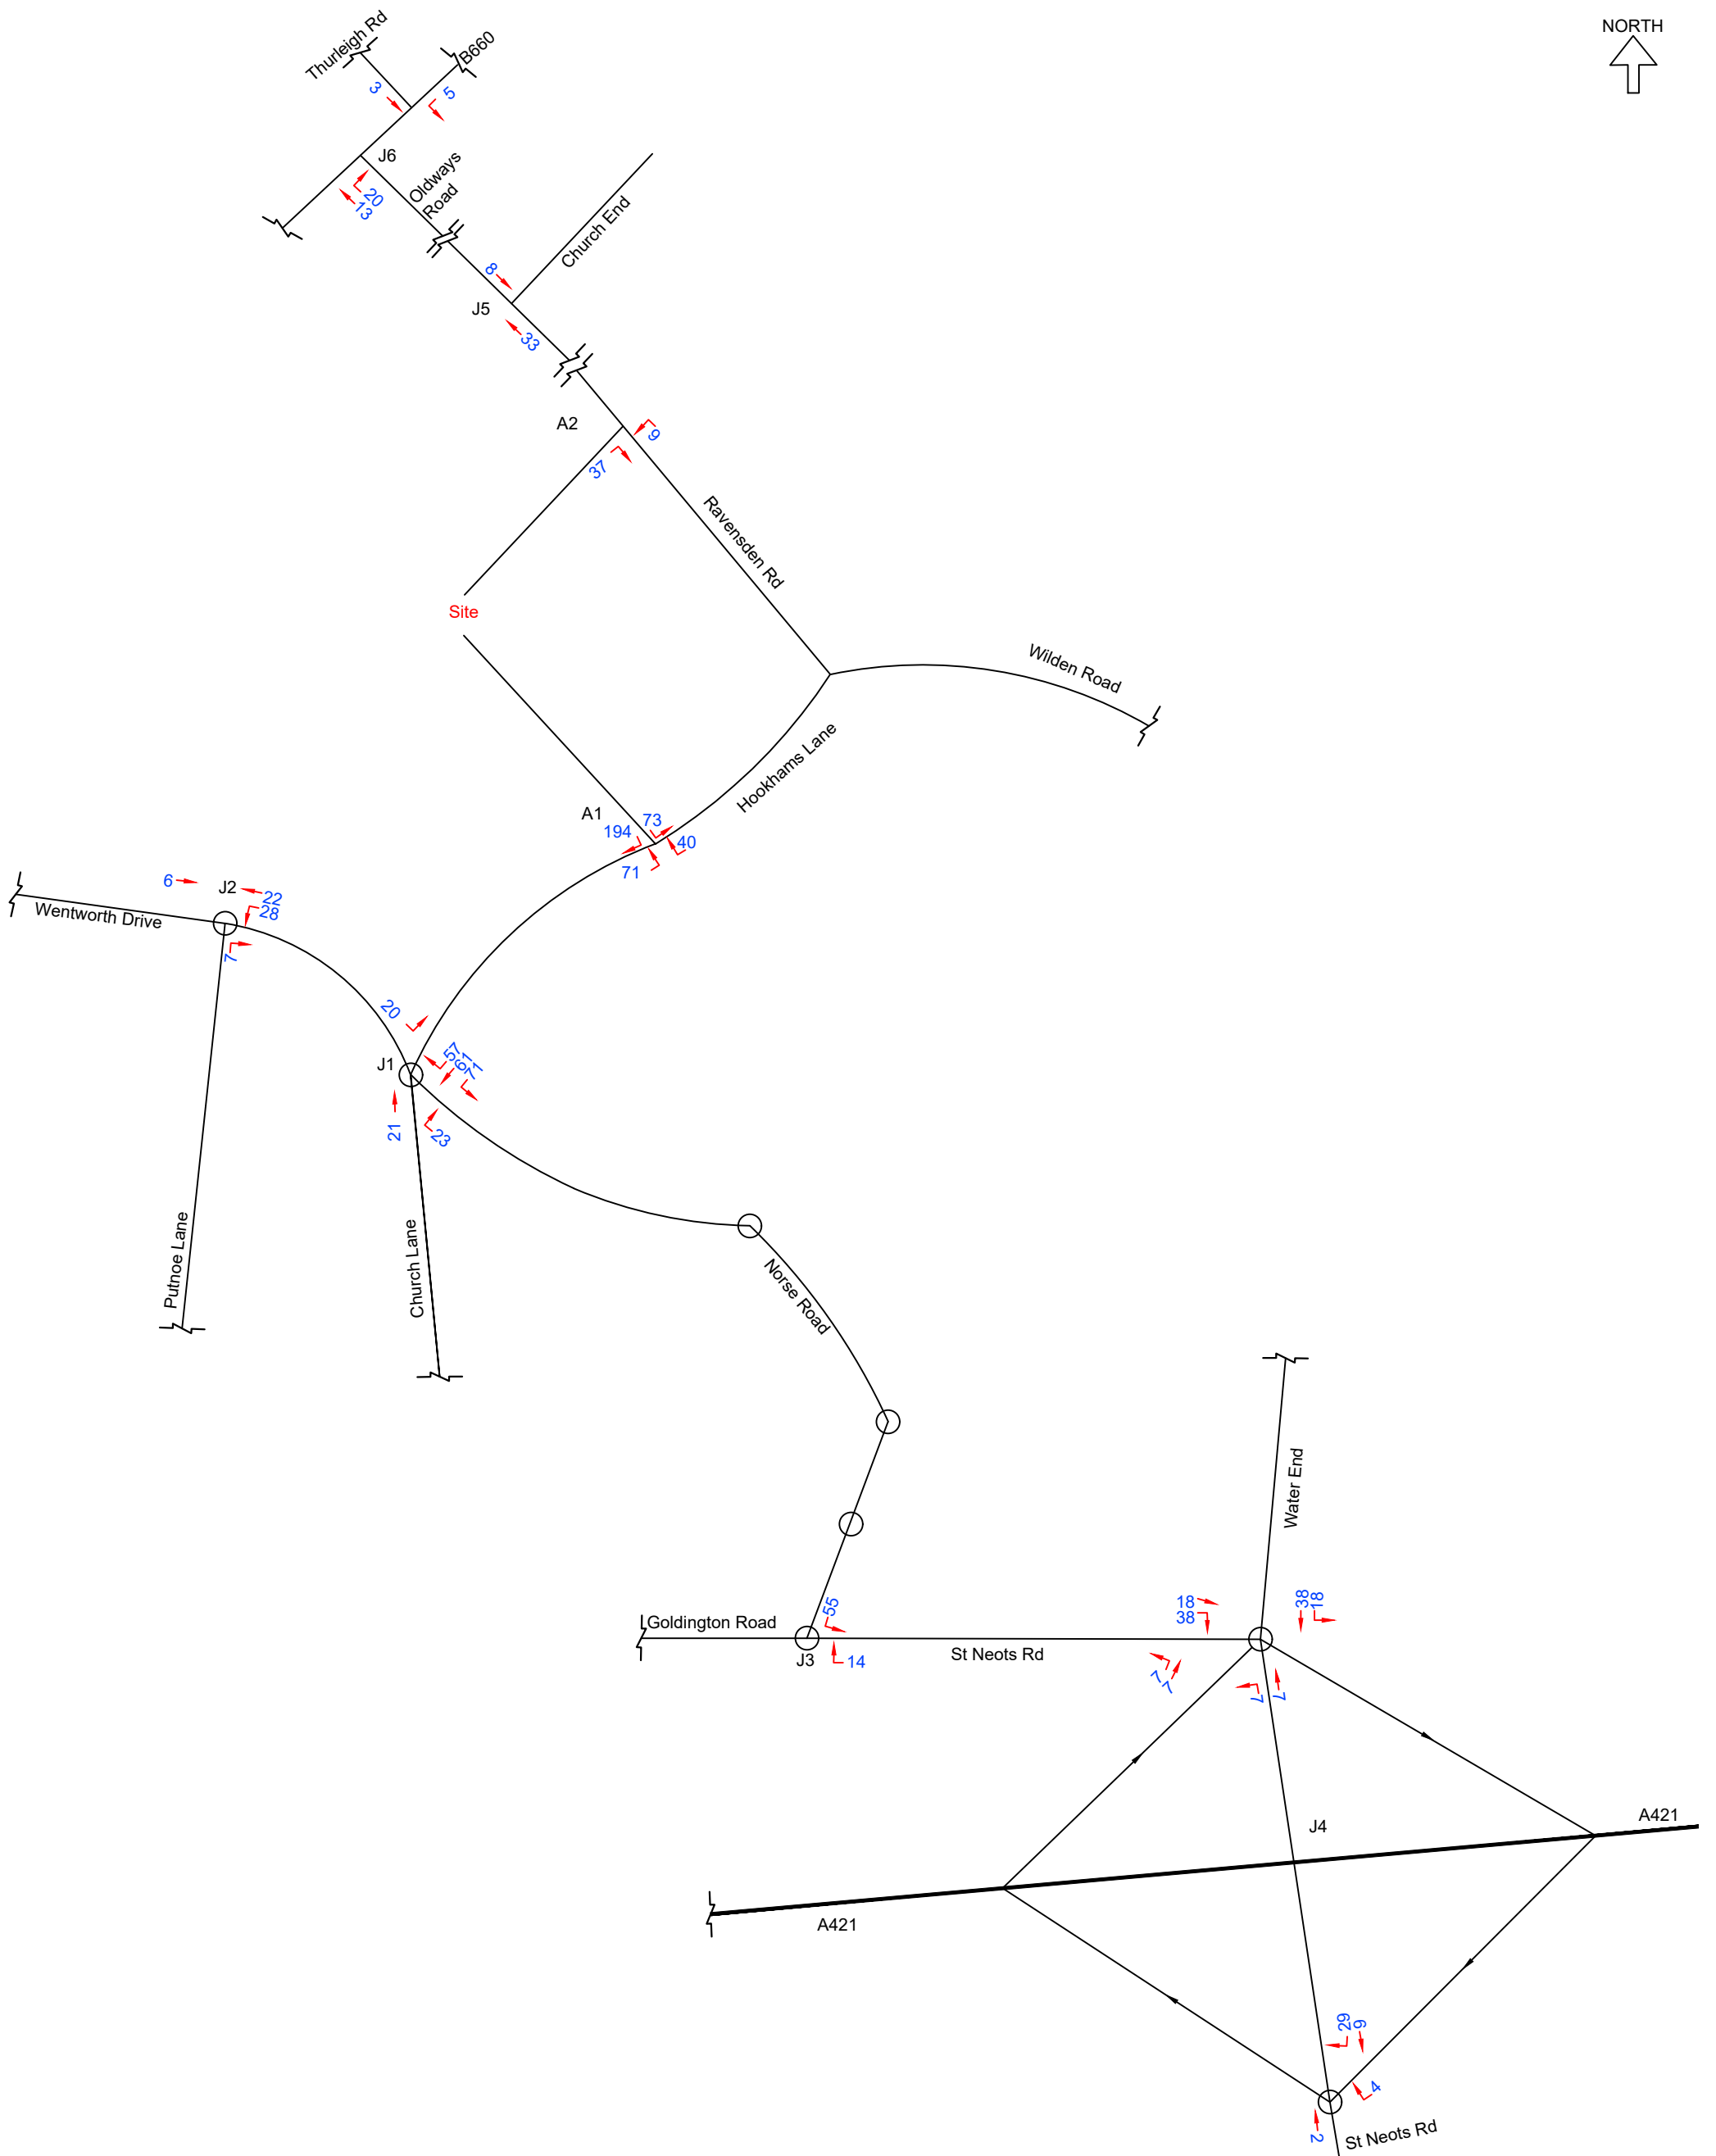 NORTH
Thurleigh Rd
B660
3
5
J6
Oldways
Road
20
13
Church End
8
J5
33
A2
9
37
Ravensden Rd
Site
Wilden Road
Hookhams Lane
A1
73
194
40
71
6
J2
22
28
Wentworth Drive
7
20
J1
57
61
71
21
23
Putnoe Lane
Church Lane
Norse Road
Water End
55
18
38
38
18
Goldington Road
J3
14
St Neots Rd
7
7
7
7
J4
A421
A421
29
9
4
2
St Neots Rd